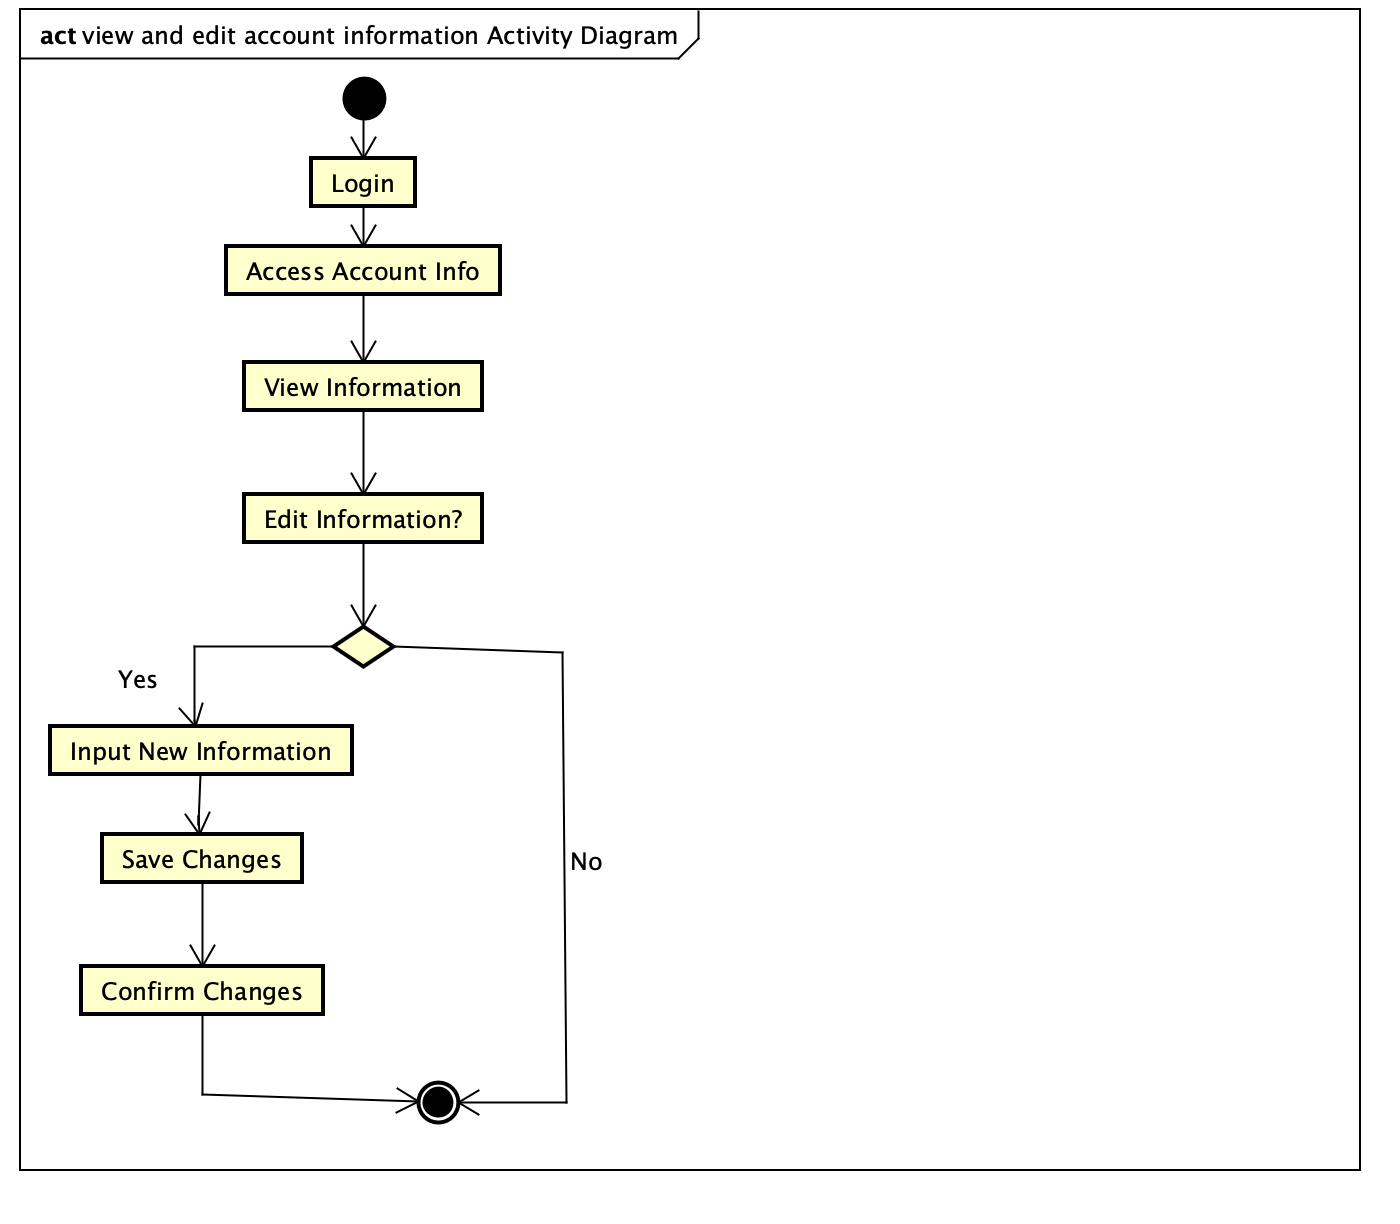 act view and edit account information Activity Diagram
Login
Access Account Info
View Information
Edit Information?
Yes
Input New Information
Save Changes
No
Confirm Changes